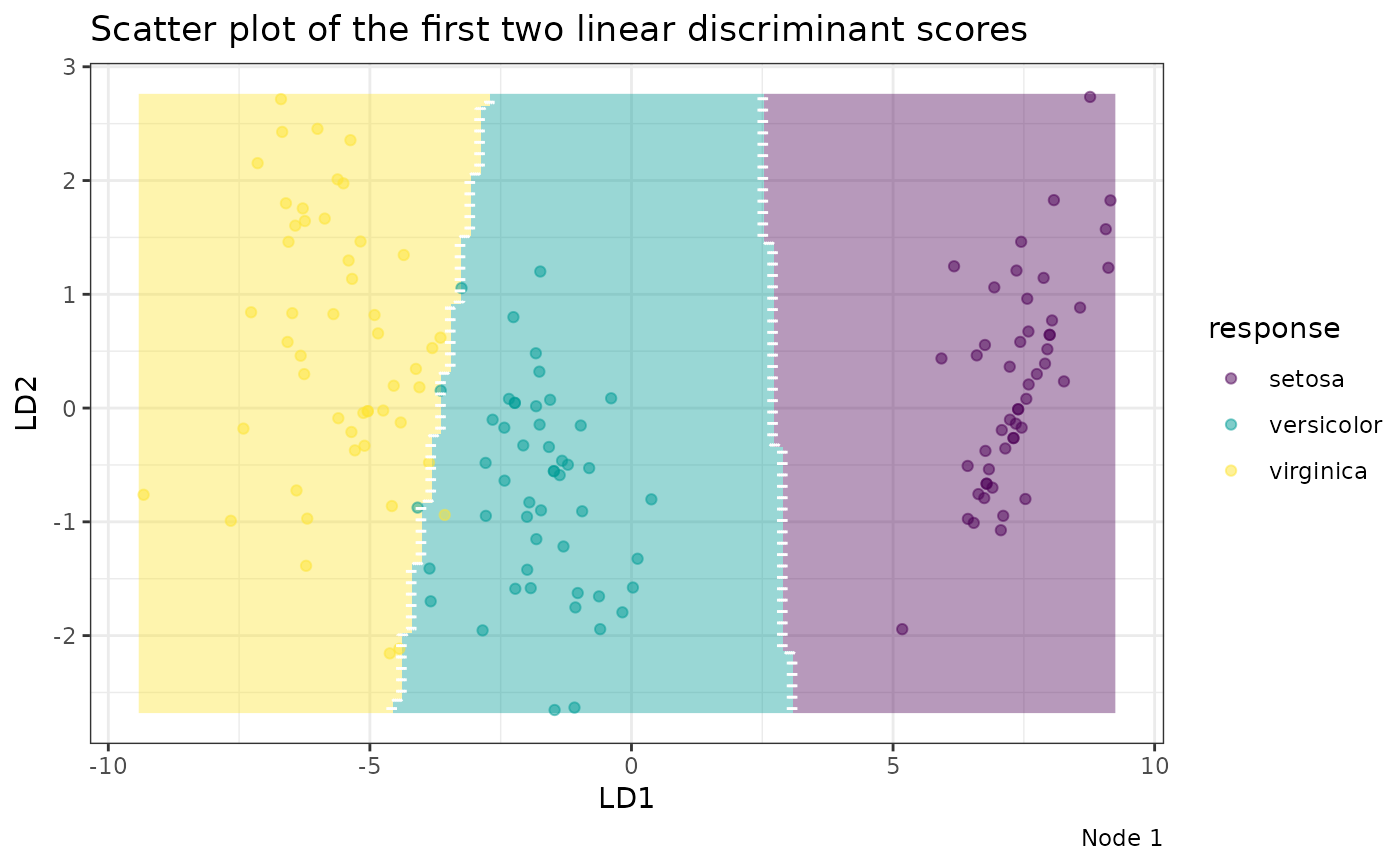 Scatter plot of the first two linear discriminant scores
3
2
1
0
-1
-2
LD2
-10 -5 0 5 10
LD1
response
setosa
versicolor
virginica
Node 1